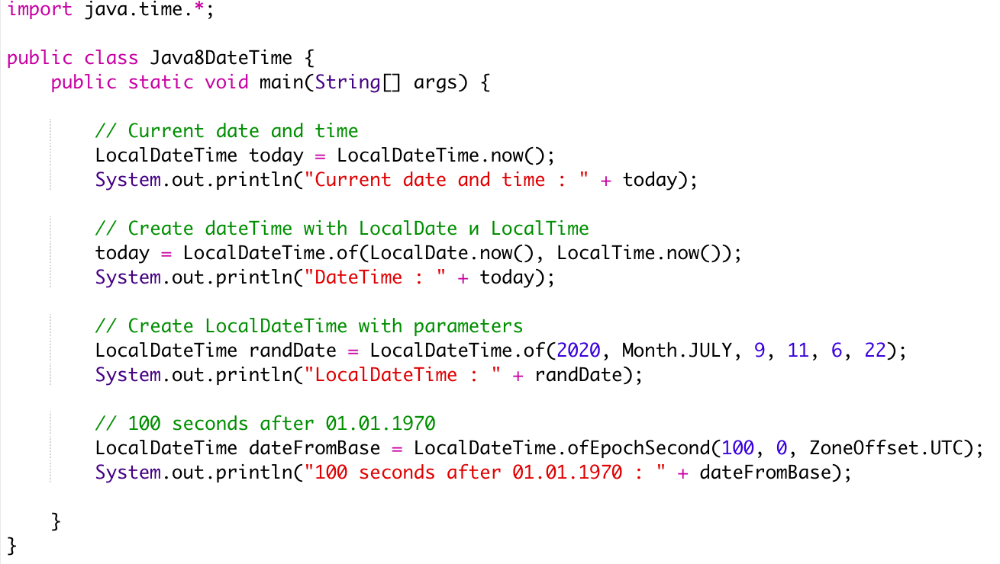 import java.time.*;
public class Java8DateTime {
    public static void main(String[] args) {
        // Current date and time
        LocalDateTime today = LocalDateTime.now();
        System.out.println("Current date and time : " + today);
        // Create dateTime with LocalDate и LocalTime
        today = LocalDateTime.of(LocalDate.now(), LocalTime.now());
        System.out.println("DateTime : " + today);
        // Create LocalDateTime with parameters
        LocalDateTime randDate = LocalDateTime.of(2020, Month.JULY, 9, 11, 6, 22);
        System.out.println("LocalDateTime : " + randDate);
        // 100 seconds after 01.01.1970
        LocalDateTime dateFromBase = LocalDateTime.ofEpochSecond(100, 0, ZoneOffset.UTC);
        System.out.println("100 seconds after 01.01.1970 : " + dateFromBase);
    }
}